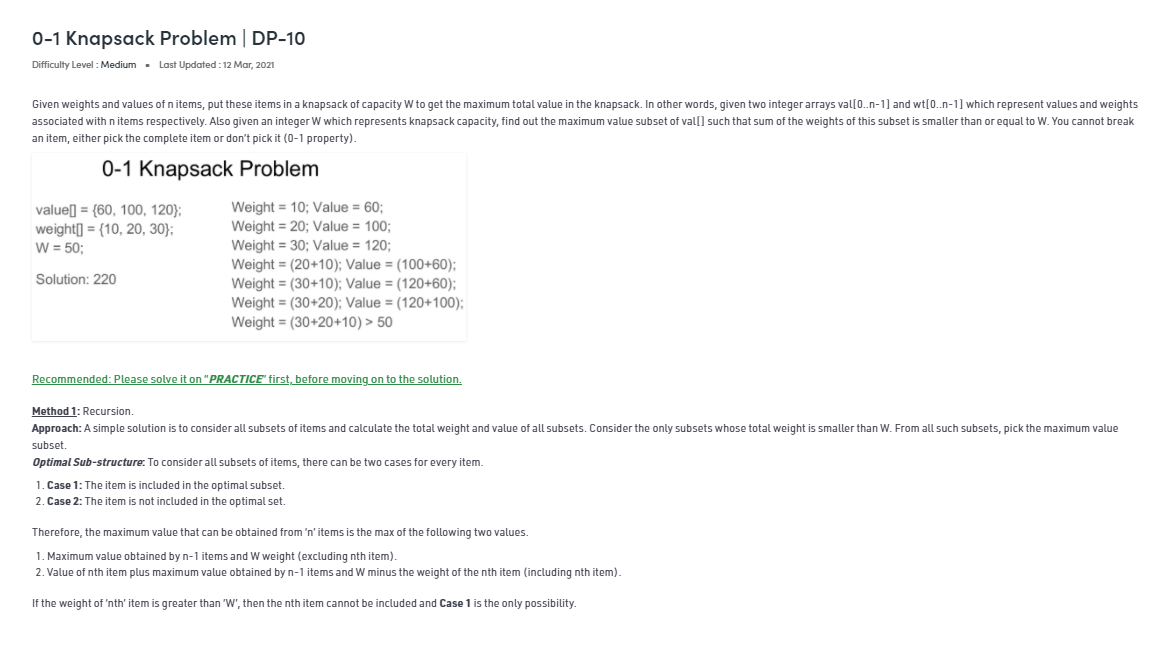 0-1 Knapsack Problem | DP-10
Difficulty Level : Medium ● Last Updated : 12 Mar, 2021
Given weights and values of n items, put these items in a knapsack of capacity W to get the maximum total value in the knapsack. In other words, given two integer arrays val[0..n-1] and wt[0..n-1] which represent values and weights
associated with n items respectively. Also given an integer W which represents knapsack capacity, find out the maximum value subset of val[] such that sum of the weights of this subset is smaller than or equal to W. You cannot break
an item, either pick the complete item or don't pick it (0-1 property).
0-1 Knapsack Problem
value[] = {60, 100, 120};
weight[] = {10, 20, 30};
W = 50;
Solution: 220
Weight = 10; Value = 60;
Weight = 20; Value = 100;
Weight = 30; Value = 120;
Weight = (20+10); Value = (100+60);
Weight = (30+10); Value = (120+60);
Weight = (30+20); Value = (120+100);
Weight = (30+20+10) > 50
Recommended: Please solve it on "PRACTICE" first, before moving on to the solution.
Method 1: Recursion.
Approach: A simple solution is to consider all subsets of items and calculate the total weight and value of all subsets. Consider the only subsets whose total weight is smaller than W. From all such subsets, pick the maximum value
subset.
Optimal Sub-structure: To consider all subsets of items, there can be two cases for every item.
1. Case 1: The item is included in the optimal subset.
2. Case 2: The item is not included in the optimal set.
Therefore, the maximum value that can be obtained from 'n' items is the max of the following two values.
1. Maximum value obtained by n-1 items and W weight (excluding nth item).
2. Value of nth item plus maximum value obtained by n-1 items and W minus the weight of the nth item (including nth item).
If the weight of 'nth' item is greater than 'W', then the nth item cannot be included and Case 1 is the only possibility.